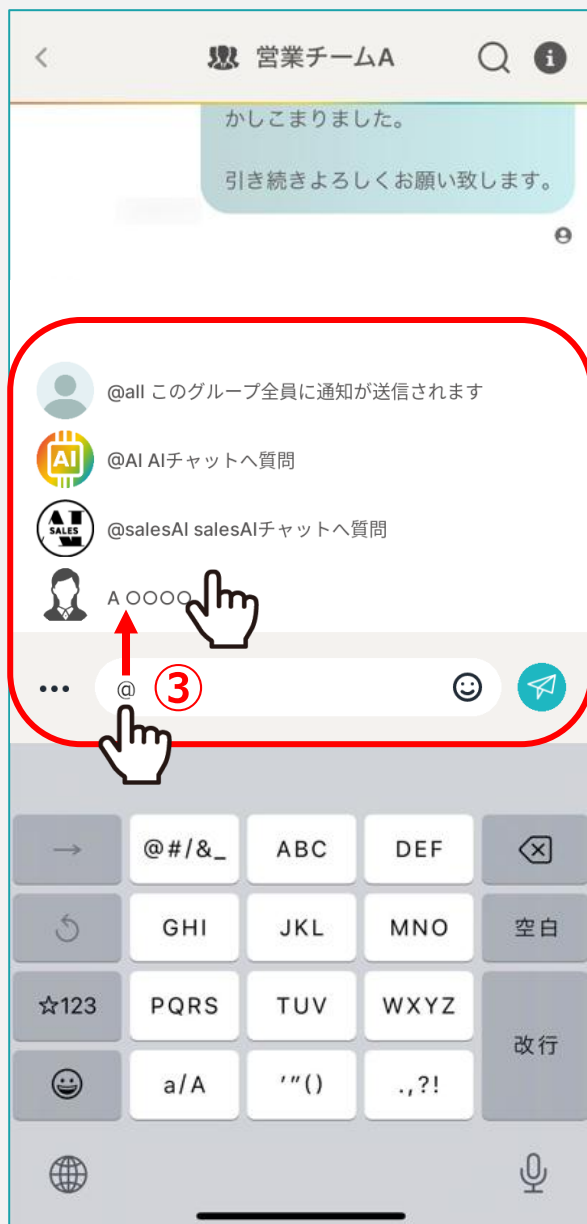 営業チームA
かしこまりました。
引き続きよろしくお願い致します。
@all このグループ全員に通知が送信されます
AI
@AI AIチャットへ質問
AI
SALES
@salesAI salesAIチャットへ質問
A ○○○○
@ ③
→ @#/&_ ABC DEF
GHI JKL MNO 空白
☆123 PQRS TUV WXYZ
改行
a/A ' " ( ) . , ? !